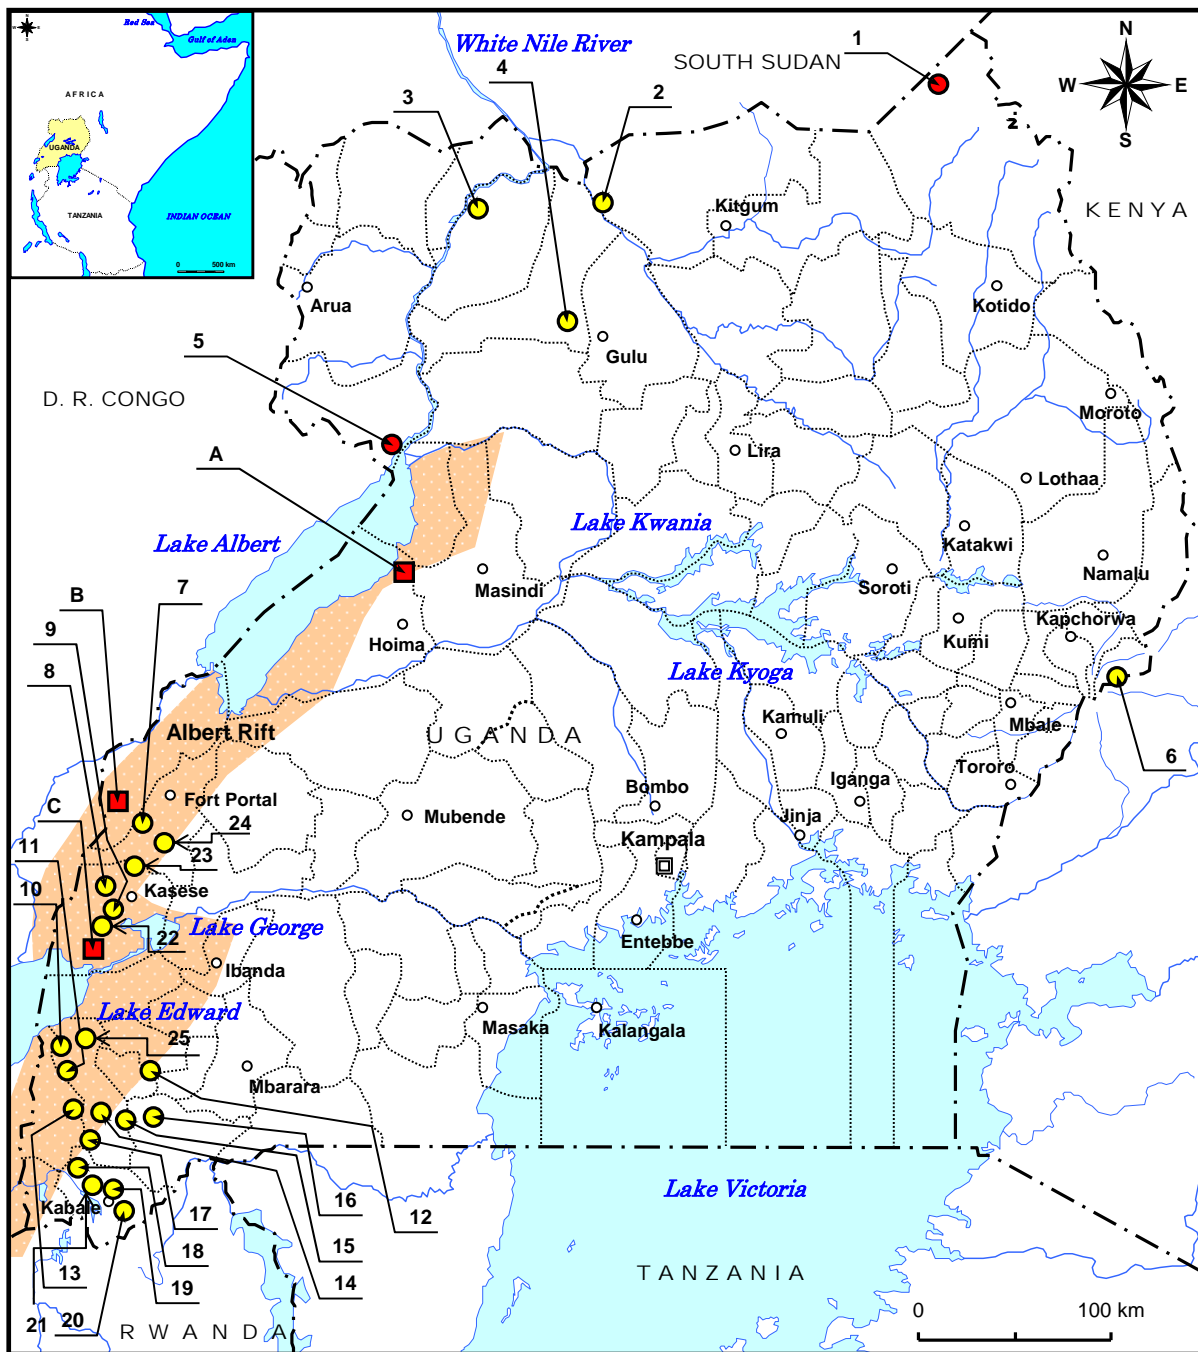 Red Sea
Gulf of Aden
AFRICA
UGANDA
TANZANIA
INDIAN OCEAN
0 500 km
N
W E
S
White Nile River
SOUTH SUDAN
1
4
3
2
Kitgum
KENYA
Arua
Kotido
5
Gulu
D. R. CONGO
Moroto
A
Lira
Lothaa
Lake Albert
Lake Kwania
Katakwi
Masindi
Soroti
Namalu
B
7
9
8
Hoima
Kumi
Kapchorwa
Lake Kyoga
Albert Rift
UGANDA
Kamuli
Mbale
6
Iganga
Tororo
C
Fort Portal
Bombo
24
Mubende
Jinja
11
Kampala
23
10
Kasese
Lake George
22
Entebbe
Ibanda
Lake Edward
Masaka
Kalangala
25
Mbarara
Lake Victoria
Kabale
16
17
12
18
15
13
19
14
TANZANIA
21
20
RWANDA
0 100 km